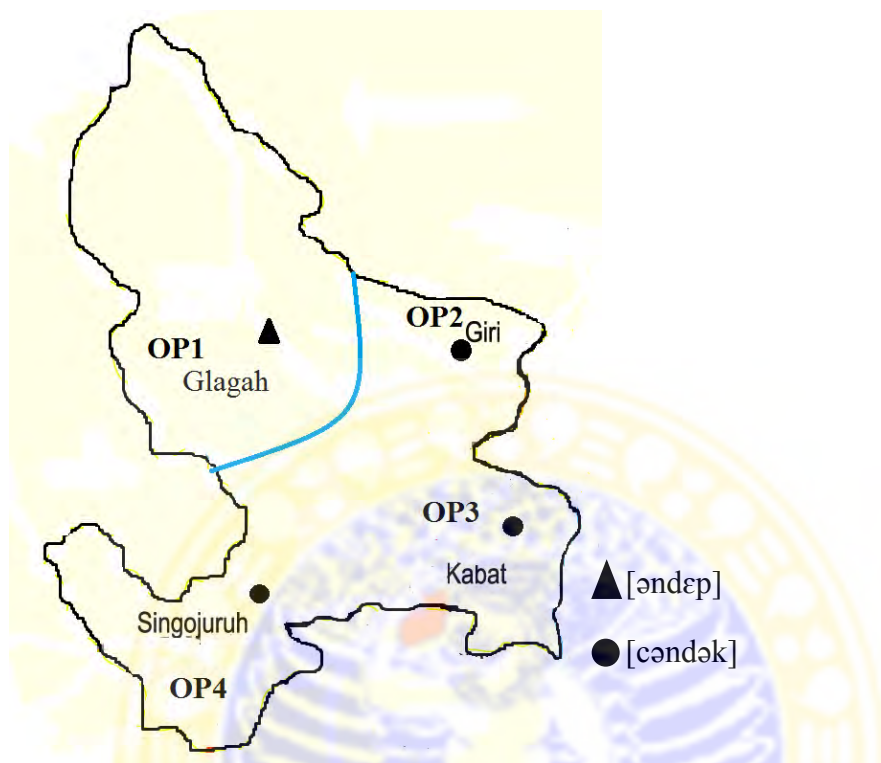 OP1
Glagah
OP2
Giri
OP3
Kabat
Singojuruh
OP4
[əndɛp]
[cəndək]